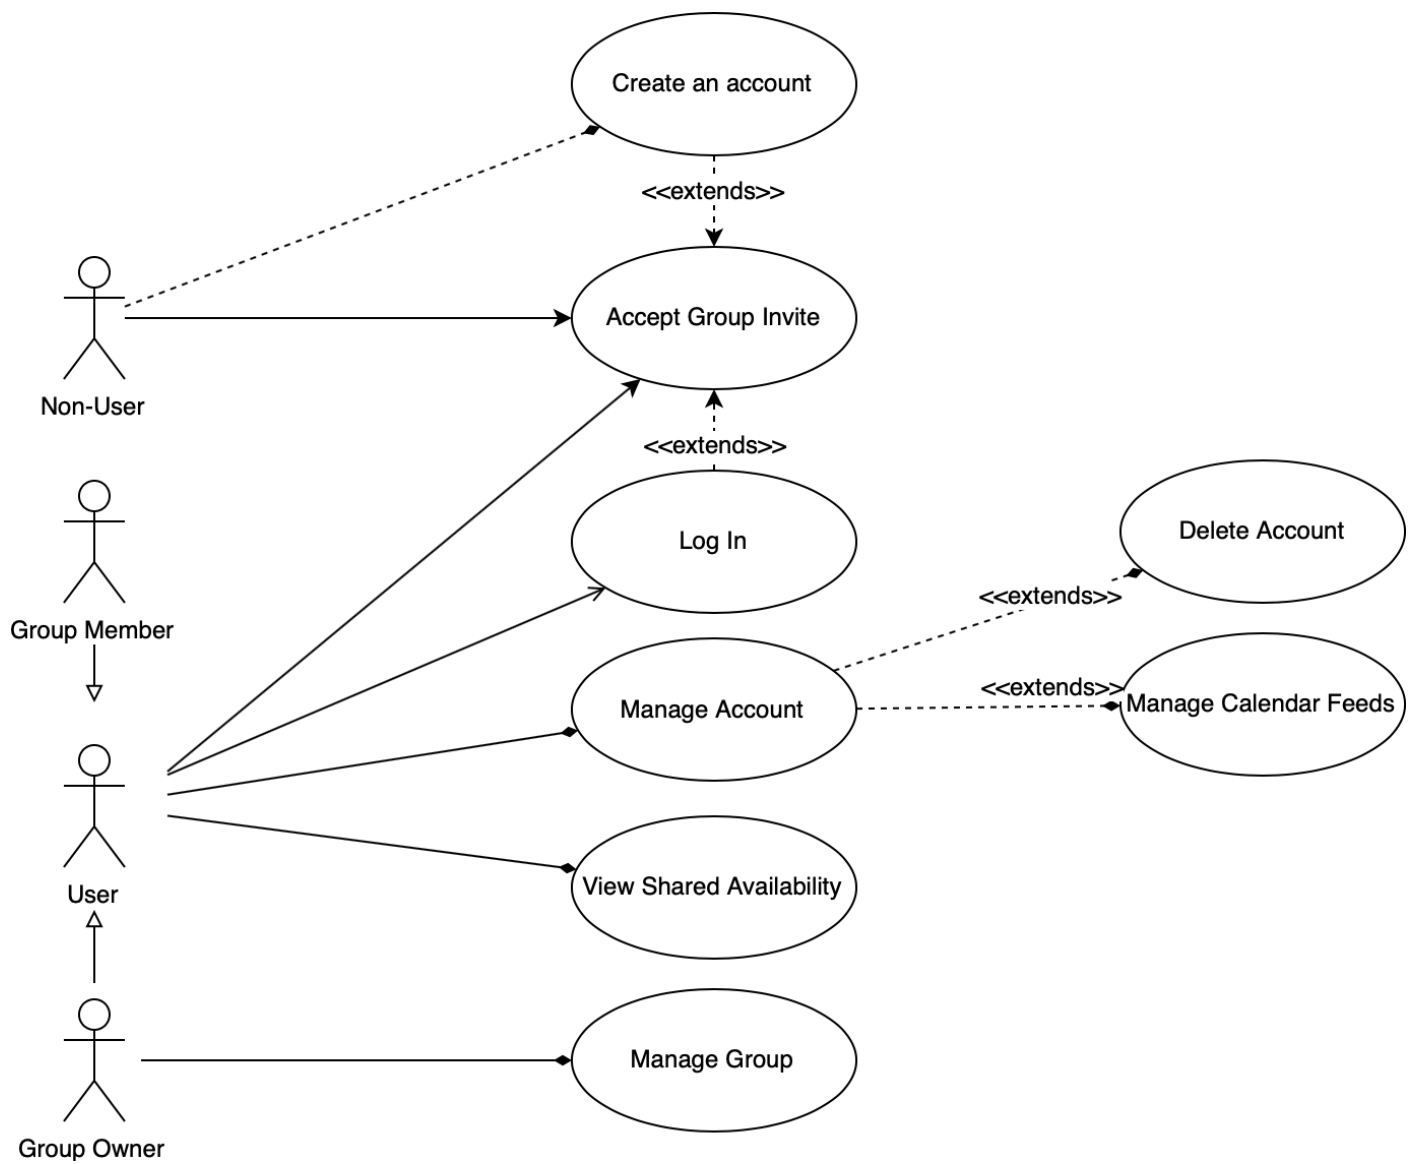 Create an account
<<extends>>
Accept Group Invite
Non-User
<<extends>>
Log In
Delete Account
<<extends>>
Group Member
<<extends>>
Manage Calendar Feeds
Manage Account
View Shared Availability
User
Manage Group
Group Owner